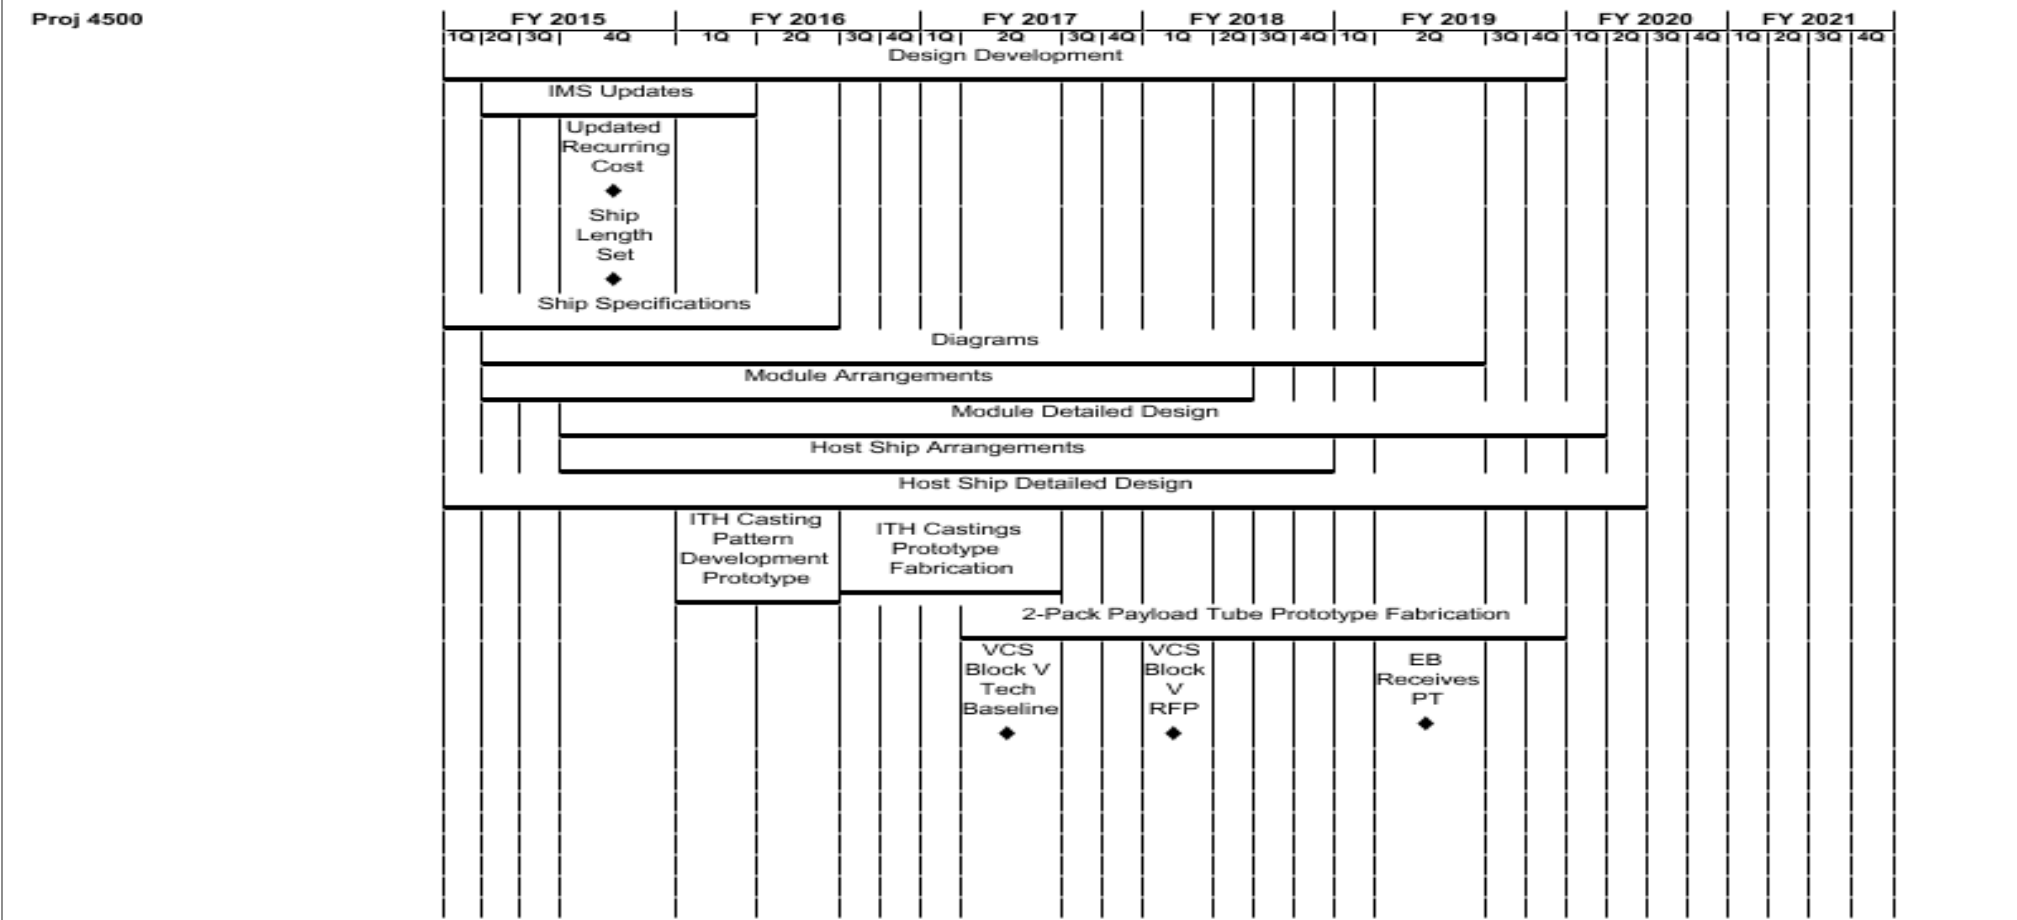 Proj 4500
FY 2015 FY 2016 FY 2017 FY 2018 FY 2019 FY 2020 FY 2021
1Q 2Q 3Q 4Q 1Q 2Q 3Q 4Q 1Q 2Q 3Q 4Q 1Q 2Q 3Q 4Q 1Q 2Q 3Q 4Q 1Q 2Q 3Q 4Q 1Q 2Q 3Q 4Q
Design Development
IMS Updates
Updated
Recurring
Cost
Ship
Length
Set
Ship Specifications
Diagrams
Module Arrangements
Module Detailed Design
Host Ship Arrangements
Host Ship Detailed Design
ITH Casting
Pattern
Development
Prototype
ITH Castings
Prototype
Fabrication
2-Pack Payload Tube Prototype Fabrication
VCS
Block V
Tech
Baseline
VCS
Block
V
RFP
EB
Receives
PT